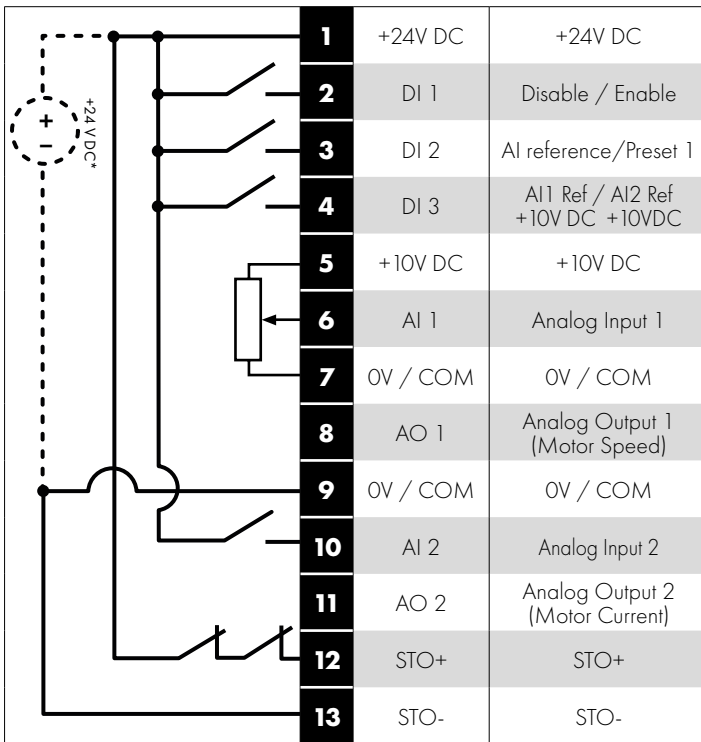 +24 V DC*
+
−
1 +24V DC +24V DC
2 DI 1 Disable / Enable
3 DI 2 AI reference/Preset 1
4 DI 3 AI1 Ref / AI2 Ref
+10V DC +10VDC
5 +10V DC +10V DC
6 AI 1 Analog Input 1
7 0V / COM 0V / COM
8 AO 1 Analog Output 1
(Motor Speed)
9 0V / COM 0V / COM
10 AI 2 Analog Input 2
11 AO 2 Analog Output 2
(Motor Current)
12 STO+ STO+
13 STO- STO-